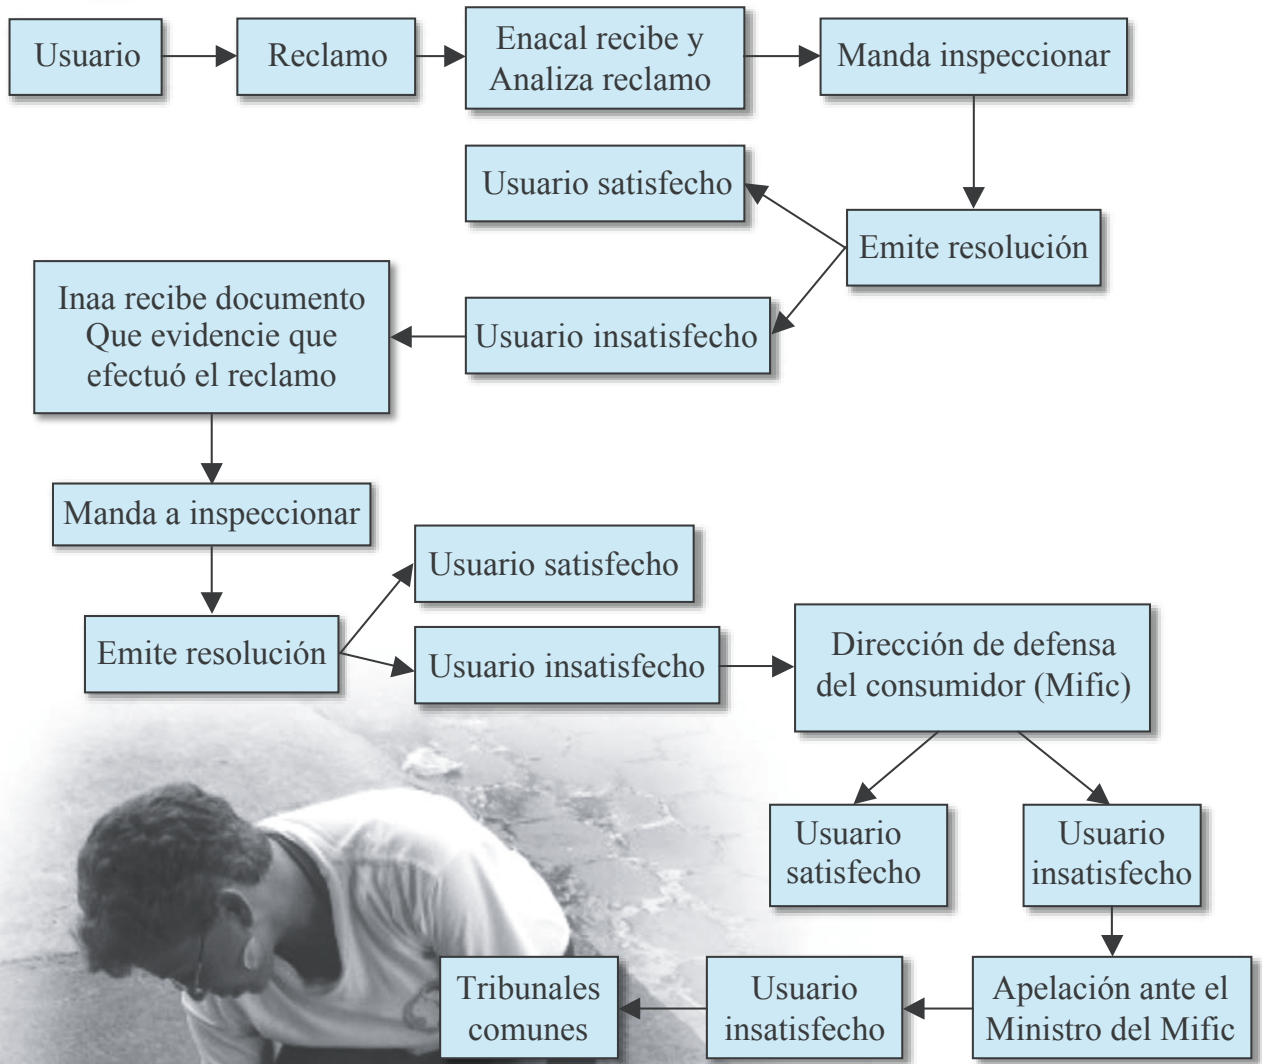 Usuario
Reclamo
Enacal recibe y
Analiza reclamo
Manda inspeccionar
Usuario satisfecho
Emite resolución
Inaa recibe documento
Que evidencie que
efectuó el reclamo
Usuario insatisfecho
Manda a inspeccionar
Emite resolución
Usuario satisfecho
Usuario insatisfecho
Dirección de defensa
del consumidor (Mific)
Usuario
satisfecho
Usuario
insatisfecho
Apelación ante el
Ministro del Mific
Usuario
insatisfecho
Tribunales
comunes